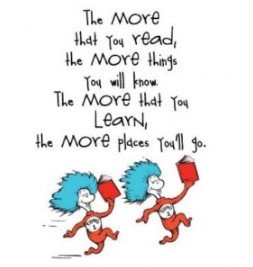 The MORE
that you read,
the MORE things
you will know.
The MORE that you
LEARN,
the MORE places you'll go.